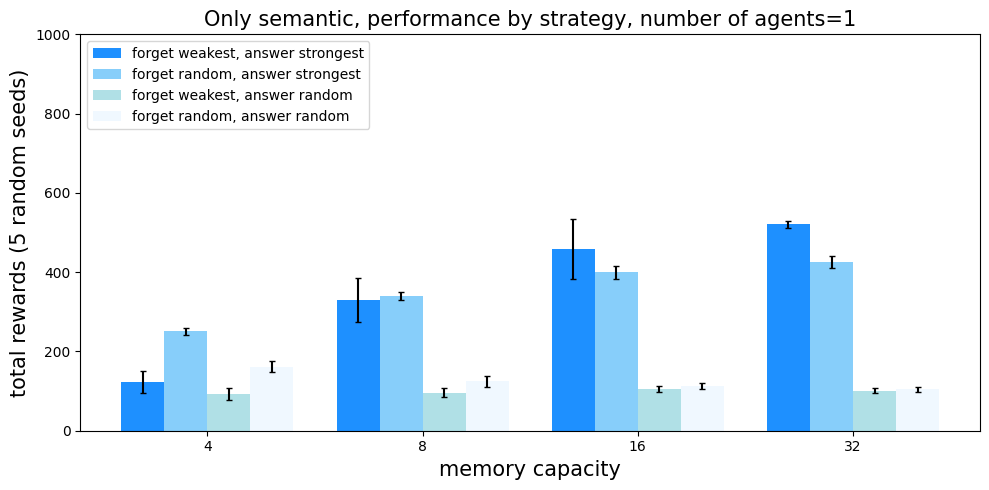 Only semantic, performance by strategy, number of agents=1
total rewards (5 random seeds)
1000
800
600
400
200
0
forget weakest, answer strongest
forget random, answer strongest
forget weakest, answer random
forget random, answer random
4
8
16
32
memory capacity